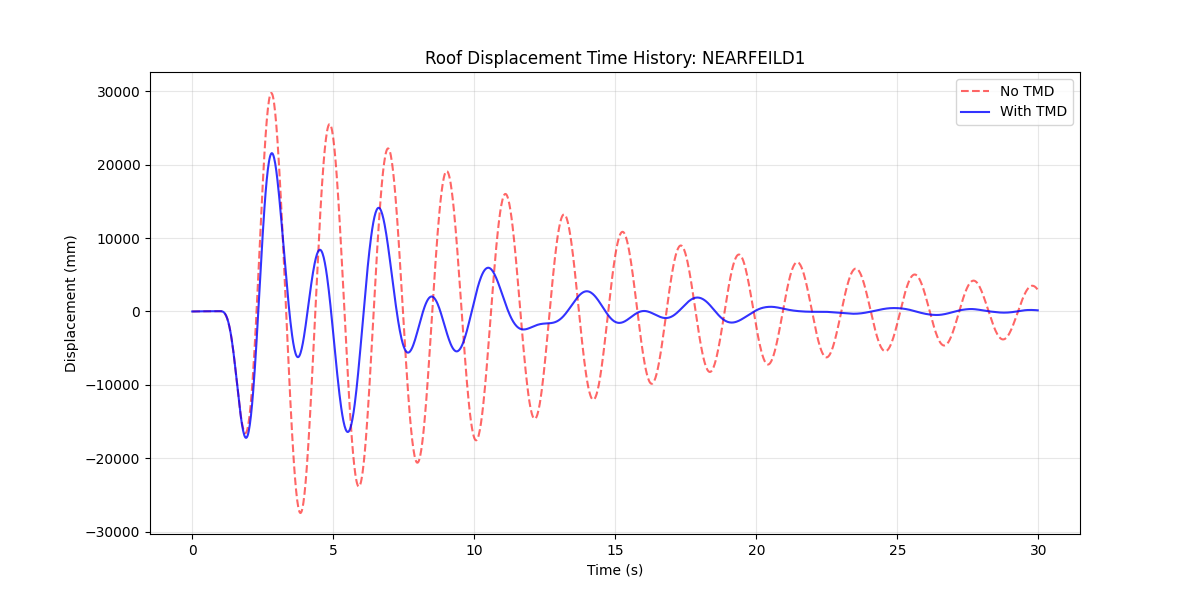 Roof Displacement Time History: NEARFEILD1
No TMD
With TMD
Displacement (mm)
30000
20000
10000
0
−10000
−20000
−30000
0 5 10 15 20 25 30
Time (s)